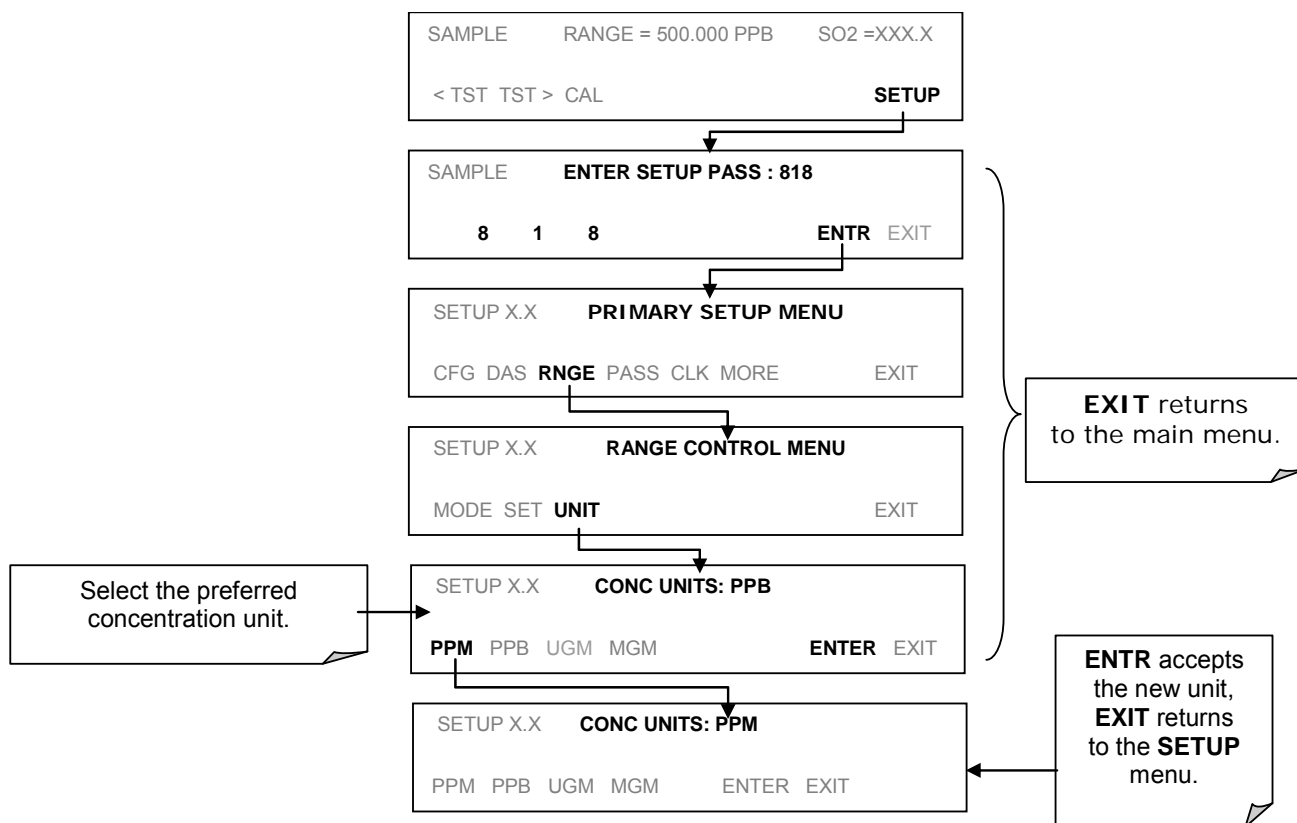 SAMPLE RANGE = 500.000 PPB SO2 =XXX.X
< TST TST > CAL SETUP
SAMPLE ENTER SETUP PASS : 818
8 1 8 ENTR EXIT
SETUP X.X PRIMARY SETUP MENU
CFG DAS RNGE PASS CLK MORE EXIT
EXIT returns
to the main menu.
SETUP X.X RANGE CONTROL MENU
MODE SET UNIT EXIT
Select the preferred
concentration unit.
SETUP X.X CONC UNITS: PPB
PPM PPB UGM MGM ENTER EXIT
SETUP X.X CONC UNITS: PPM
PPM PPB UGM MGM ENTER EXIT
ENTR accepts
the new unit,
EXIT returns
to the SETUP
menu.